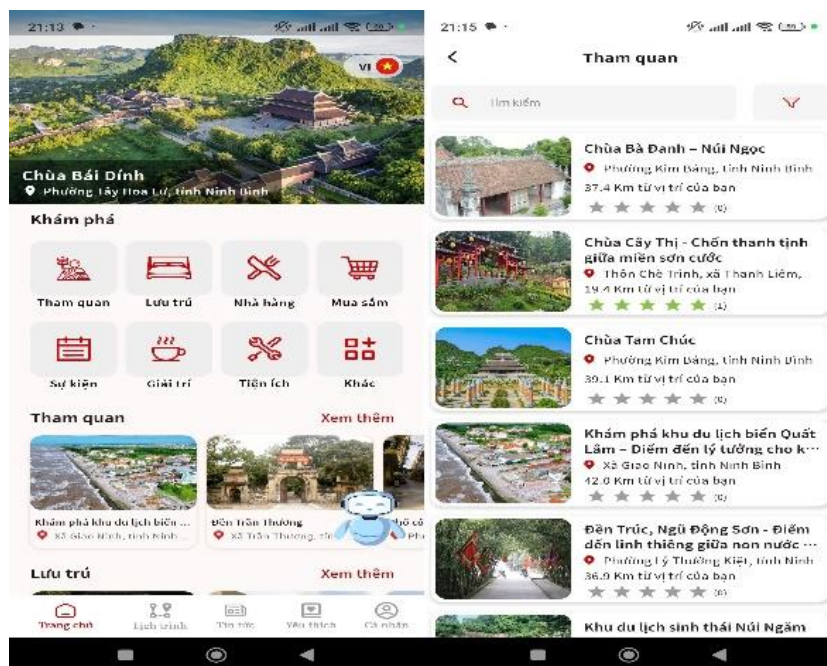 21:13
VI
Chùa Bái Đính
Phường Tây Hoa Lư, tỉnh Ninh Bình
Khám phá
Tham quan
Lưu trú
Nhà hàng
Mua sắm
Sự kiện
Giải trí
Tiện ích
Khác
Tham quan
Xem thêm
Khám phá khu du lịch biển ...
Xã Giao Ninh, tỉnh Ninh ...
Đền Trần Thương
Xã Trần Thương, tỉn
Lưu trú
Xem thêm
Trang chủ
Lịch trình
Tin tức
Yêu thích
Cá nhân
21:15
Tham quan
Tìm kiếm
Chùa Bà Đanh – Núi Ngọc
Phường Kim Bảng, tỉnh Ninh Bình
37.4 Km từ vị trí của bạn
(0)
Chùa Cây Thị - Chốn thanh tịnh
giữa miền sơn cước
Thôn Chè Trình, xã Thanh Liêm,
19.4 Km từ vị trí của bạn
(1)
Chùa Tam Chúc
Phường Kim Bảng, tỉnh Ninh Bình
39.1 Km từ vị trí của bạn
(0)
Khám phá khu du lịch biển Quất
Lâm – Điểm đến lý tưởng cho k...
Xã Giao Ninh, tỉnh Ninh Bình
42.0 Km từ vị trí của bạn
(0)
Đền Trúc, Ngũ Động Sơn - Điểm
đến linh thiêng giữa non nước ...
Phường Lý Thường Kiệt, tỉnh Ninh
36.9 Km từ vị trí của bạn
(0)
Khu du lịch sinh thái Núi Ngăm